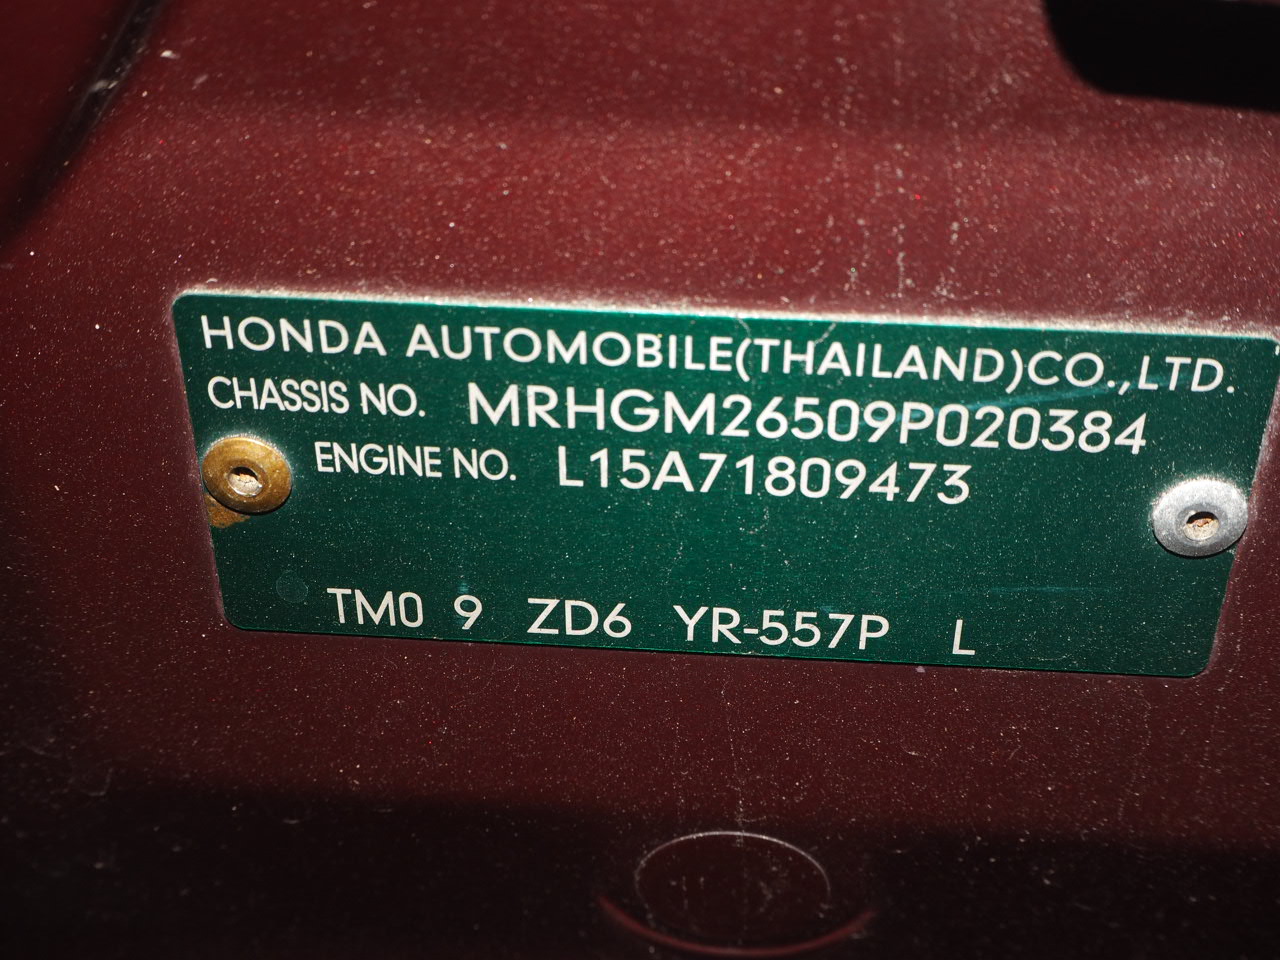 HONDA AUTOMOBILE(THAILAND)CO.,LTD.
CHASSIS NO. MRHGM26509P020384
ENGINE NO. L15A71809473
TM0 9 ZD6 YR-557P L